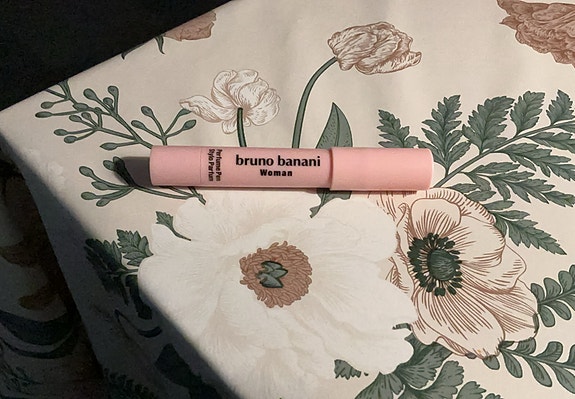 Perfume Pen
Stylo Parfum
bruno banani
Woman